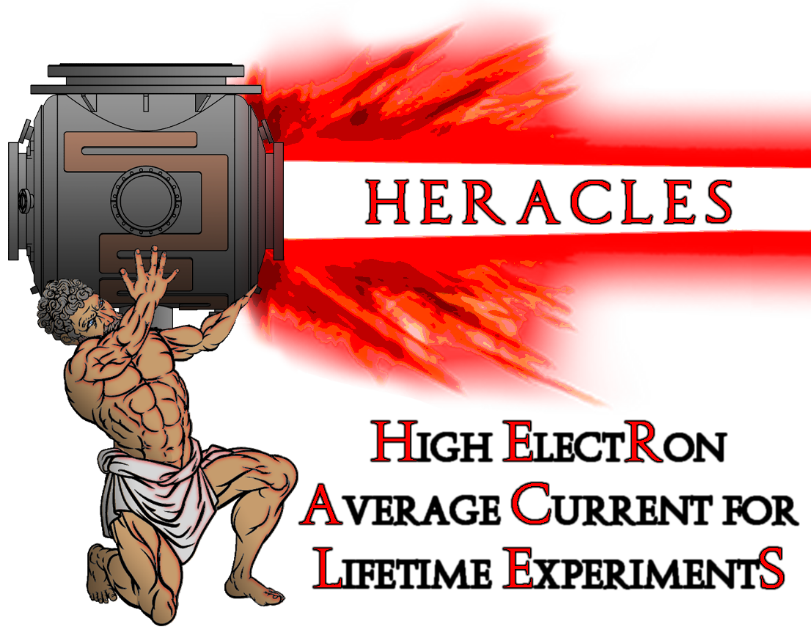 HERACLES
HIGH ELECTRON
AVERAGE CURRENT FOR
LIFETIME EXPERIMENTS